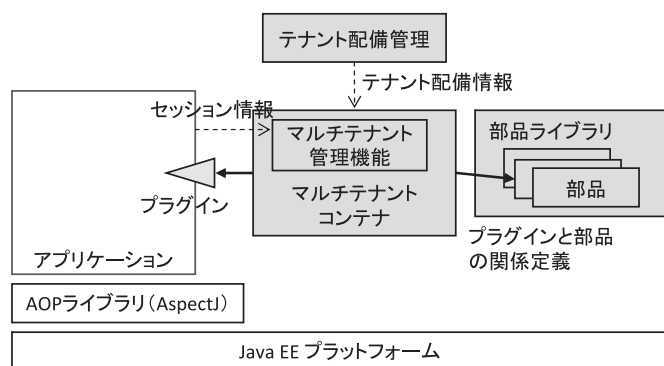 テナント配備管理
テナント配備情報
セッション情報
マルチテナント
管理機能
マルチテナント
コンテナ
部品ライブラリ
部品
プラグイン
プラグインと部品
の関係定義
アプリケーション
AOPライブラリ（AspectJ）
Java EE プラットフォーム